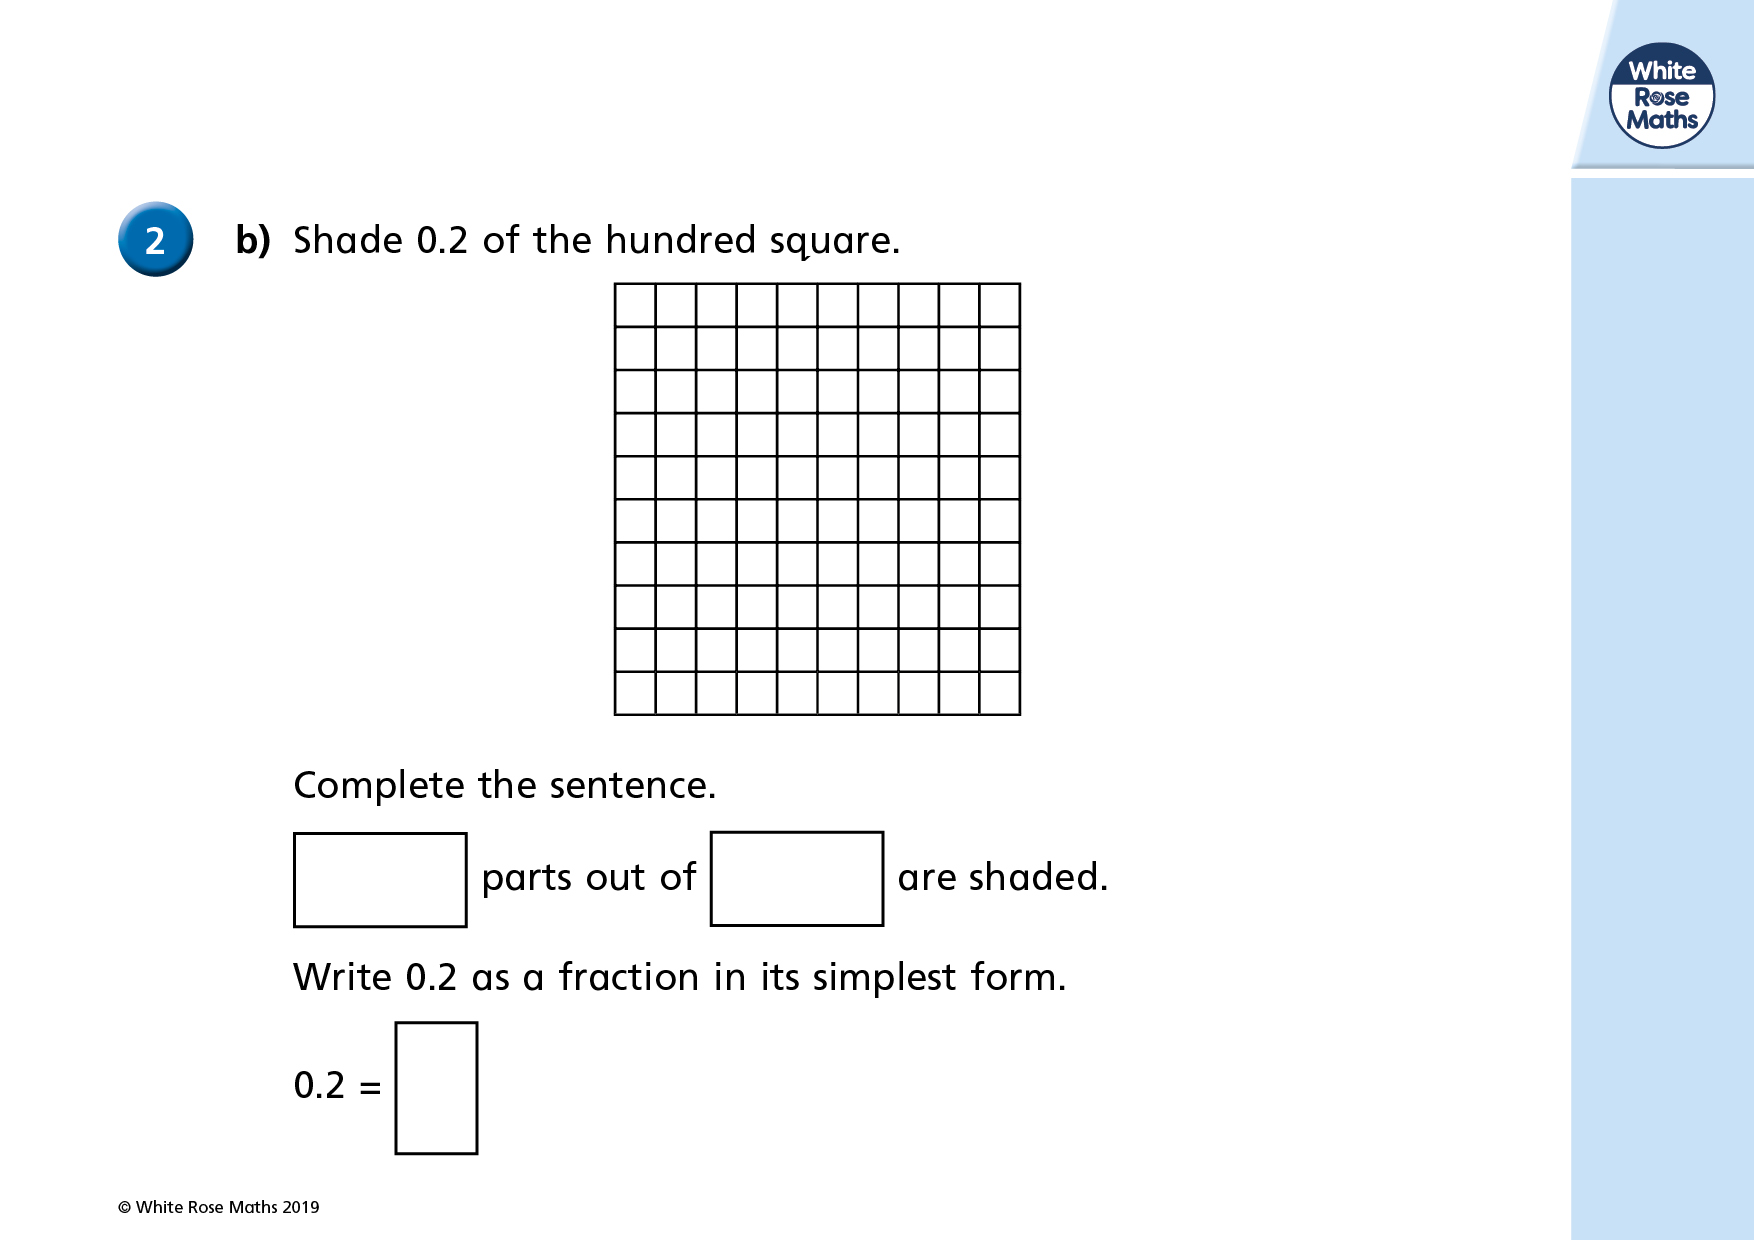 White
Rose
Maths
2 b) Shade 0.2 of the hundred square.
Complete the sentence.
parts out of are shaded.
Write 0.2 as a fraction in its simplest form.
0.2 =
© White Rose Maths 2019